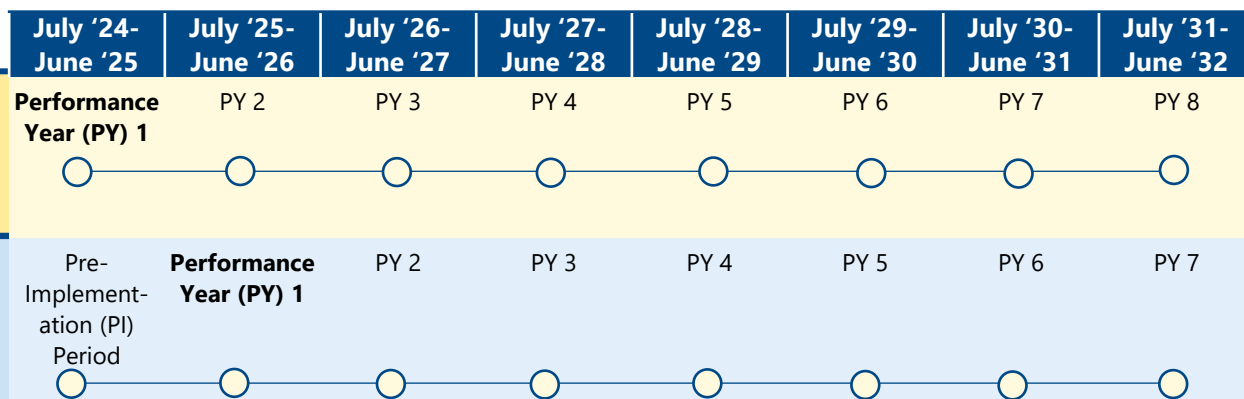 July ’24-
June ‘25
July ’25-
June ‘26
July ’26-
June ‘27
July ’27-
June ‘28
July ’28-
June ‘29
July ’29-
June ‘30
July ’30-
June ‘31
July ’31-
June ‘32
Performance
Year (PY) 1
PY 2
PY 3
PY 4
PY 5
PY 6
PY 7
PY 8
Pre-
Implement-
ation (PI)
Period
Performance
Year (PY) 1
PY 2
PY 3
PY 4
PY 5
PY 6
PY 7